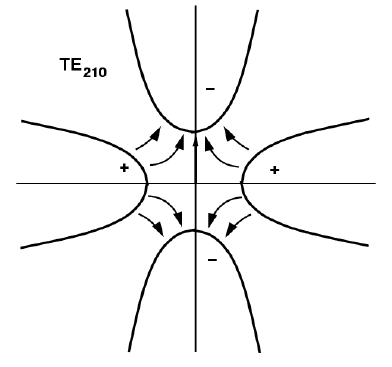 −
TE₂₁₀
+ +
−